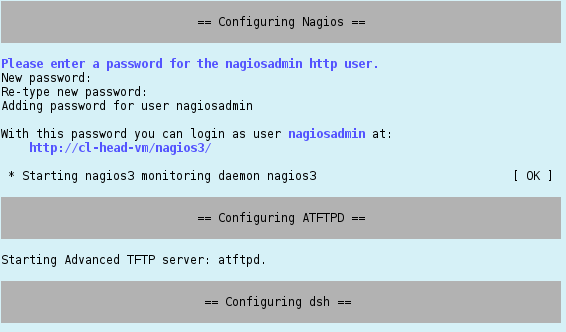 == Configuring Nagios ==
Please enter a password for the nagiosadmin http user.
New password:
Re-type new password:
Adding password for user nagiosadmin
With this password you can login as user nagiosadmin at:
http://cl-head-vm/nagios3/
* Starting nagios3 monitoring daemon nagios3 [ OK ]
== Configuring ATFTPD ==
Starting Advanced TFTP server: atftpd.
== Configuring dsh ==